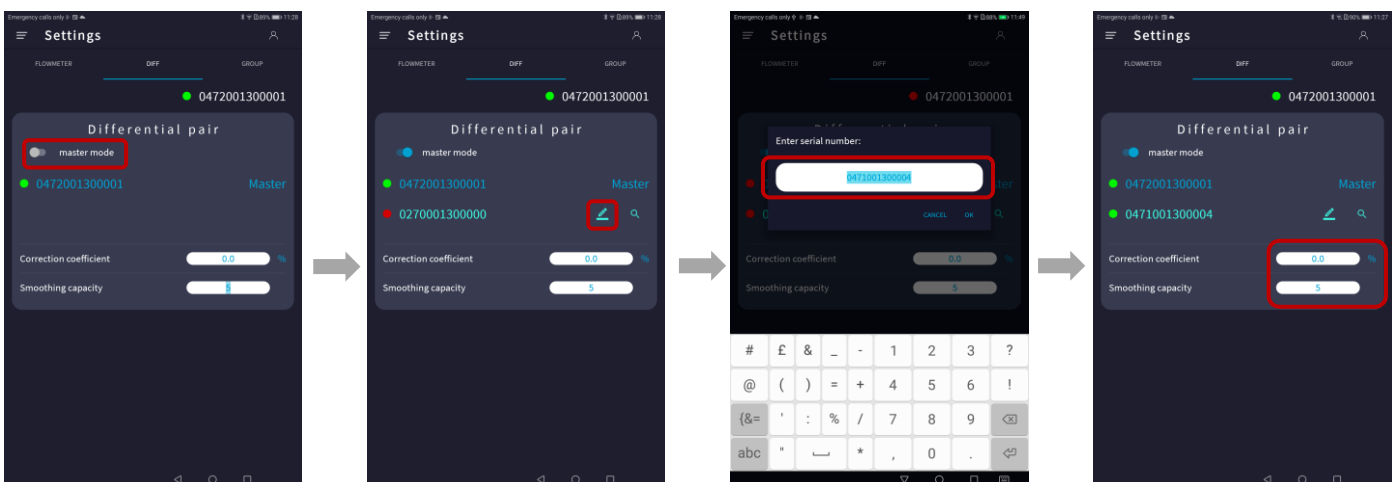 Emergency calls only
89% 11:28
Settings
FLOWMETER DIFF GROUP
0472001300001
Differential pair
master mode
0472001300001 Master
Correction coefficient 0.0 %
Smoothing capacity 5
Emergency calls only
89% 11:28
Settings
FLOWMETER DIFF GROUP
0472001300001
Differential pair
master mode
0472001300001 Master
0270001300000
Correction coefficient 0.0 %
Smoothing capacity 5
Emergency calls only
88% 11:49
Settings
FLOWMETER DIFF GROUP
0472001300001
Enter serial number:
0471001300004
CANCEL OK
Correction coefficient 0.0 %
Smoothing capacity 5
# £ & _ - 1 2 3 ?
@ ( ) = + 4 5 6 !
{&= ' : % / 7 8 9
abc " * , 0 .
Emergency calls only
90% 11:27
Settings
FLOWMETER DIFF GROUP
0472001300001
Differential pair
master mode
0472001300001 Master
0471001300004
Correction coefficient 0.0 %
Smoothing capacity 5